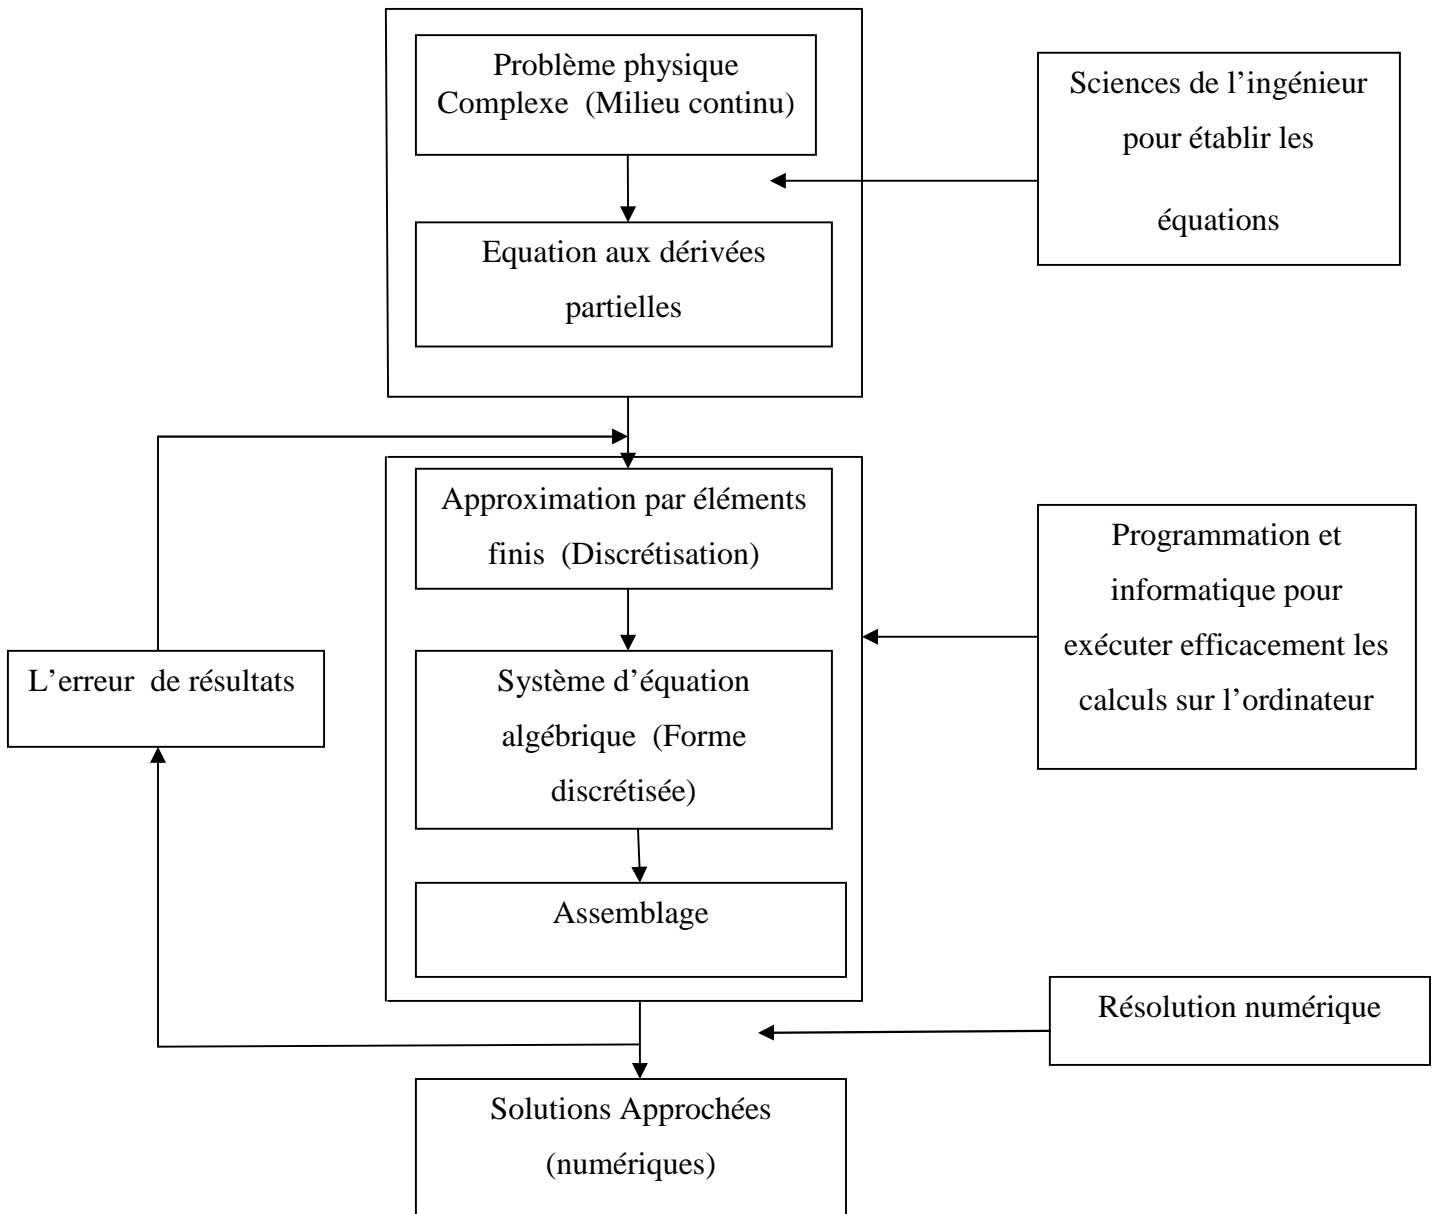 Problème physique
Complexe (Milieu continu)
Sciences de l’ingénieur
pour établir les
équations
Equation aux dérivées
partielles
Approximation par éléments
finis (Discrétisation)
Programmation et
informatique pour
exécuter efficacement les
calculs sur l’ordinateur
L’erreur de résultats
Système d’équation
algébrique (Forme
discrétisée)
Assemblage
Résolution numérique
Solutions Approchées
(numériques)